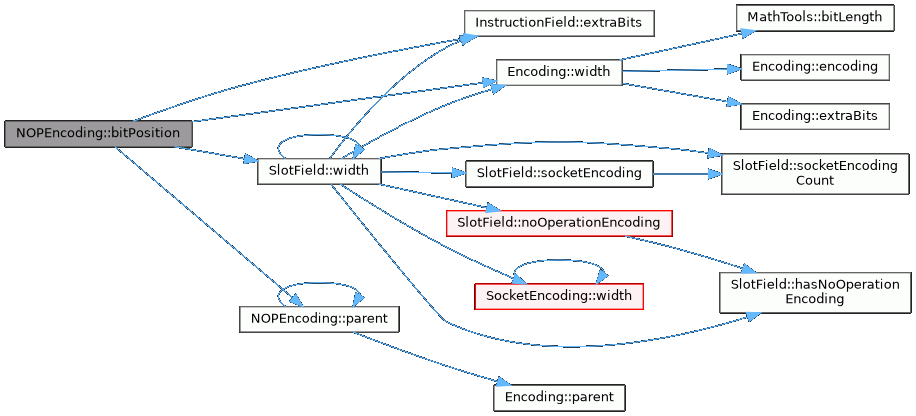 InstructionField::extraBits
MathTools::bitLength
Encoding::width
Encoding::encoding
Encoding::extraBits
NOPEncoding::bitPosition
SlotField::width
SlotField::socketEncoding
SlotField::socketEncoding
Count
SlotField::noOperationEncoding
SlotField::hasNoOperation
Encoding
SocketEncoding::width
NOPEncoding::parent
Encoding::parent